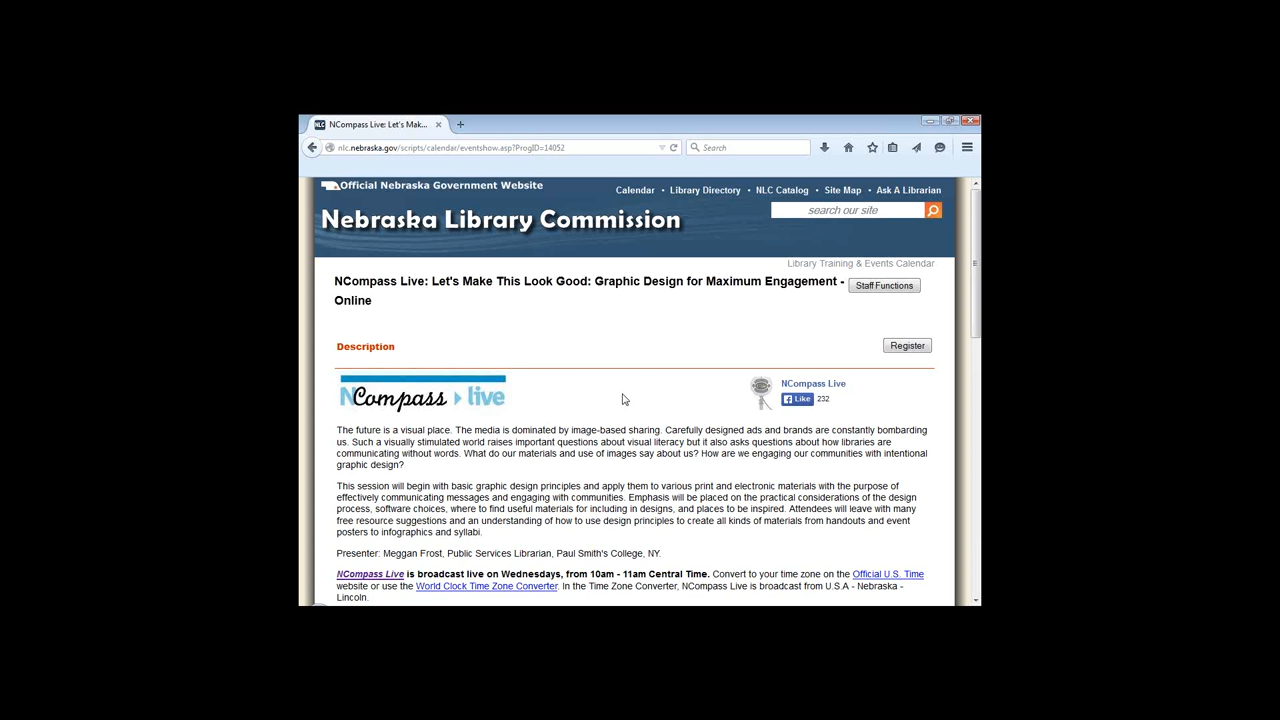 NCompass Live: Let's Mak...
nlc.nebraska.gov/scripts/calendar/eventshow.asp?ProgID=14052
Search
Official Nebraska Government Website
Calendar • Library Directory • NLC Catalog • Site Map • Ask A Librarian
Nebraska Library Commission
search our site
Library Training & Events Calendar
NCompass Live: Let's Make This Look Good: Graphic Design for Maximum Engagement -
Online
Staff Functions
Description
Register
NCompass live
NCompass Live
Like 232
The future is a visual place. The media is dominated by image-based sharing. Carefully designed ads and brands are constantly bombarding
us. Such a visually stimulated world raises important questions about visual literacy but it also asks questions about how libraries are
communicating without words. What do our materials and use of images say about us? How are we engaging our communities with intentional
graphic design?
This session will begin with basic graphic design principles and apply them to various print and electronic materials with the purpose of
effectively communicating messages and engaging with communities. Emphasis will be placed on the practical considerations of the design
process, software choices, where to find useful materials for including in designs, and places to be inspired. Attendees will leave with many
free resource suggestions and an understanding of how to use design principles to create all kinds of materials from handouts and event
posters to infographics and syllabi.
Presenter: Meggan Frost, Public Services Librarian, Paul Smith's College, NY.
NCompass Live is broadcast live on Wednesdays, from 10am - 11am Central Time. Convert to your time zone on the Official U.S. Time
website or use the World Clock Time Zone Converter. In the Time Zone Converter, NCompass Live is broadcast from U.S.A - Nebraska -
Lincoln.